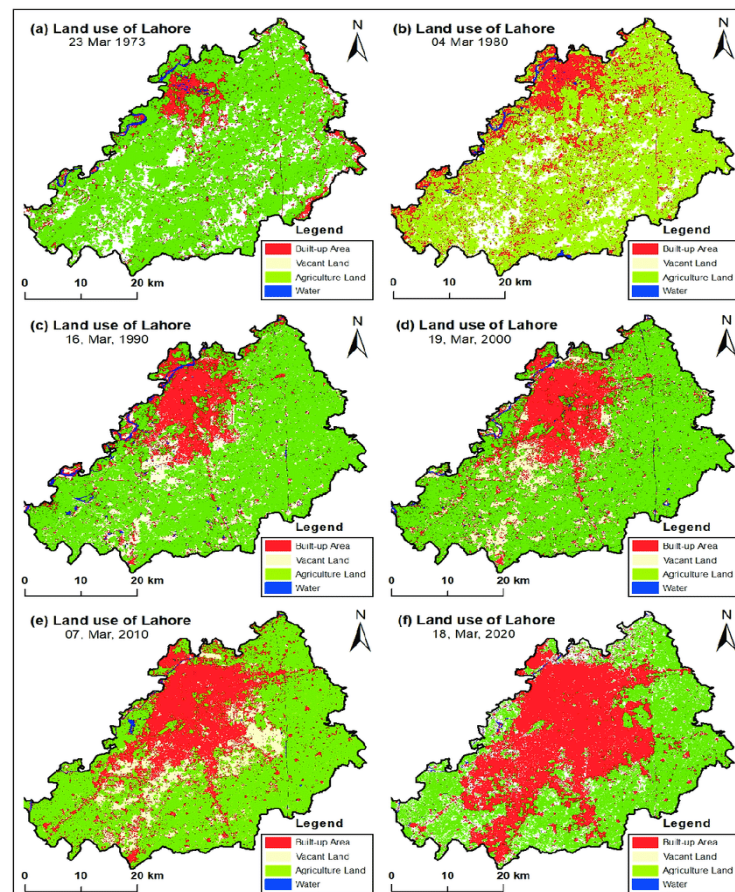 (a) Land use of Lahore
23 Mar 1973
N
Legend
Built-up Area
Vacant Land
Agriculture Land
Water
0 10 20 km
(b) Land use of Lahore
04 Mar 1980
N
Legend
Built-up Area
Vacant Land
Agriculture Land
Water
0 10 20 km
(c) Land use of Lahore
16, Mar, 1990
N
Legend
Built-up Area
Vacant Land
Agriculture Land
Water
0 10 20 km
(d) Land use of Lahore
19, Mar, 2000
N
Legend
Built-up Area
Vacant Land
Agriculture Land
Water
0 10 20 km
(e) Land use of Lahore
07, Mar, 2010
N
Legend
Built-up Area
Vacant Land
Agriculture Land
Water
0 10 20 km
(f) Land use of Lahore
18, Mar, 2020
N
Legend
Built-up Area
Vacant Land
Agriculture Land
Water
0 10 20 km